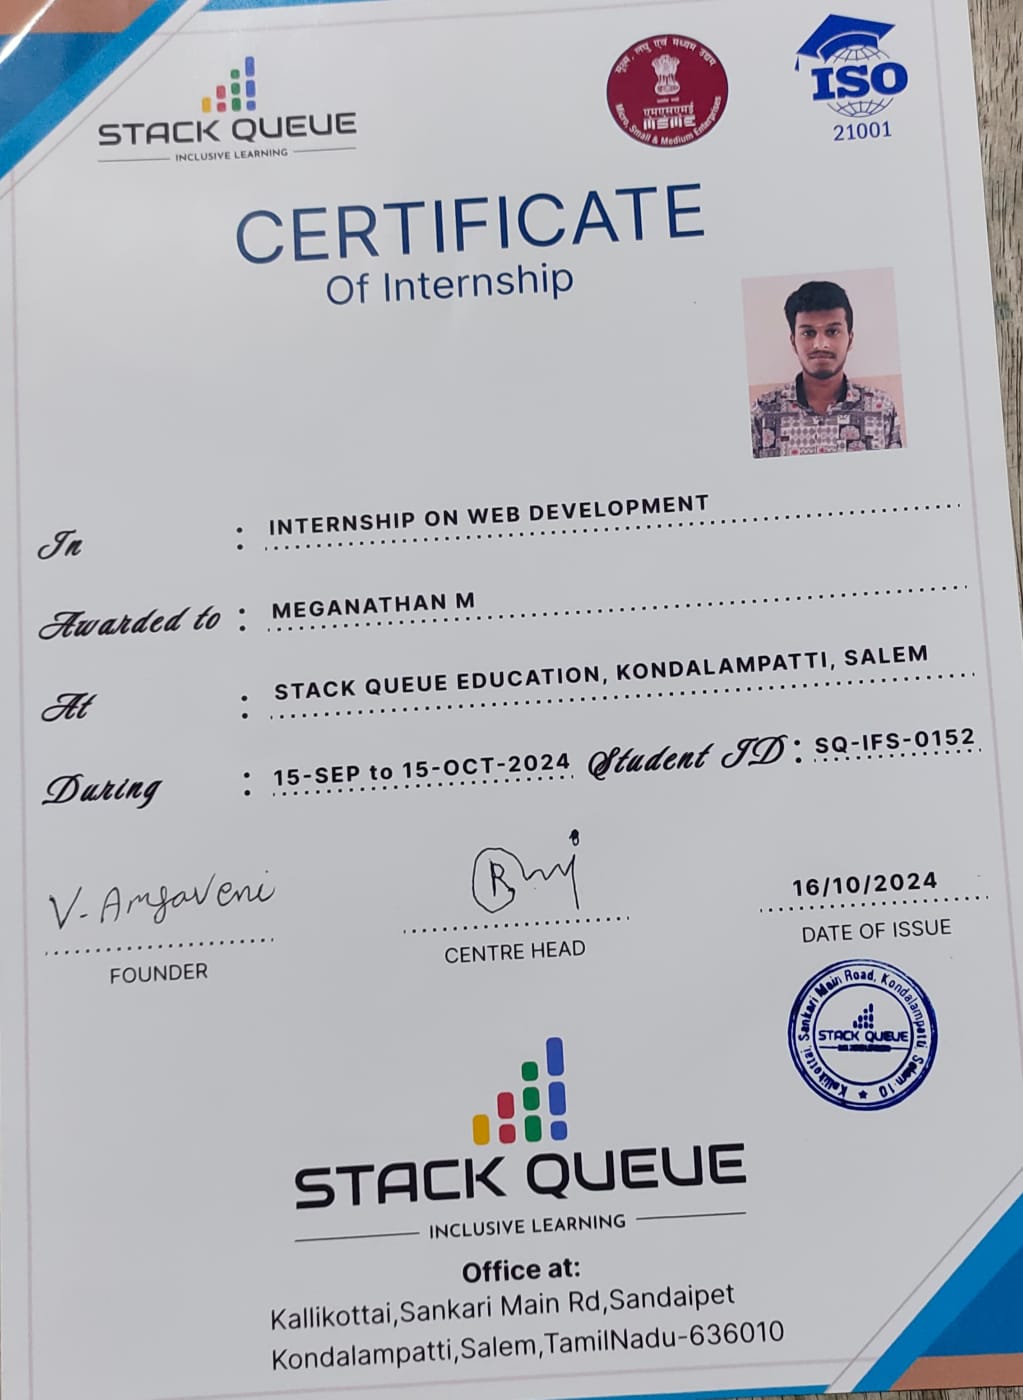 STACK QUEUE
INCLUSIVE LEARNING
सूक्ष्म, लघु एवं मध्यम उद्यम
एमएसएमई
MSME
Micro, Small & Medium Enterprises
ISO
21001
CERTIFICATE
Of Internship
In : INTERNSHIP ON WEB DEVELOPMENT
Awarded to : MEGANATHAN M
At : STACK QUEUE EDUCATION, KONDALAMPATTI, SALEM
During : 15-SEP to 15-OCT-2024 Student ID : SQ-IFS-0152
V. AngaVeni
16/10/2024
FOUNDER
CENTRE HEAD
DATE OF ISSUE
Kallikottai, Sankari Main Road, Kondalampatti, Salem-10
STACK QUEUE
STACK QUEUE
INCLUSIVE LEARNING
Office at:
Kallikottai,Sankari Main Rd,Sandaipet
Kondalampatti,Salem,TamilNadu-636010